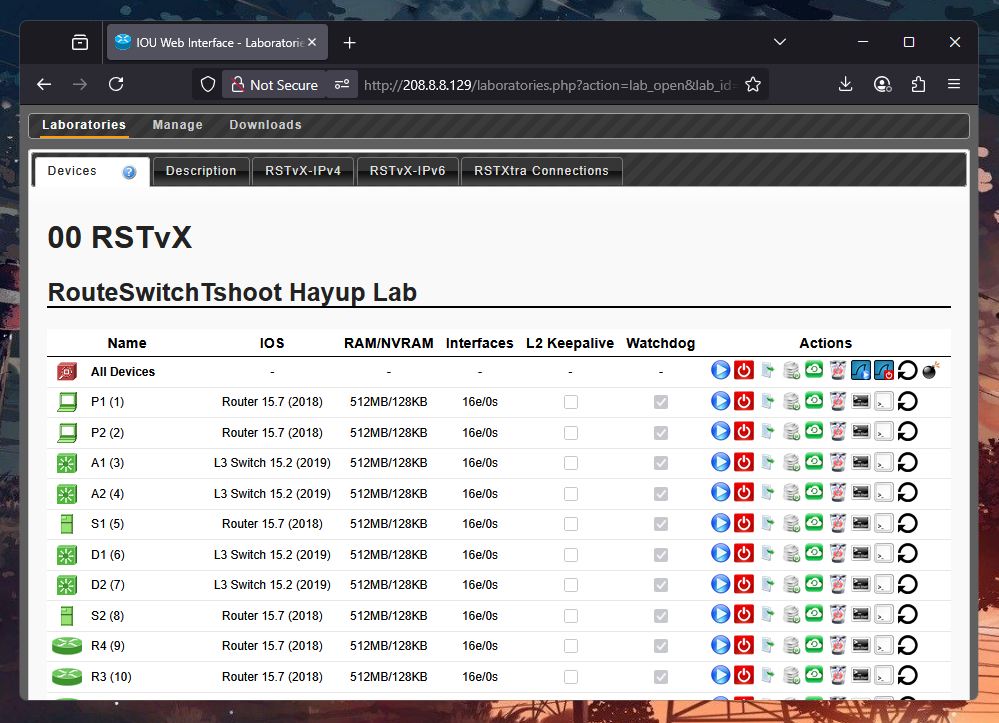 IOU Web Interface - Laboratorie
Not Secure
http://208.8.8.129/laboratories.php?action=lab_open&lab_id=
Laboratories Manage Downloads
Devices ? Description RSTvX-IPv4 RSTvX-IPv6 RSTXtra Connections
00 RSTvX
RouteSwitchTshoot Hayup Lab
Name IOS RAM/NVRAM Interfaces L2 Keepalive Watchdog Actions
All Devices - - - - -
P1 (1) Router 15.7 (2018) 512MB/128KB 16e/0s
P2 (2) Router 15.7 (2018) 512MB/128KB 16e/0s
A1 (3) L3 Switch 15.2 (2019) 512MB/128KB 16e/0s
A2 (4) L3 Switch 15.2 (2019) 512MB/128KB 16e/0s
S1 (5) Router 15.7 (2018) 512MB/128KB 16e/0s
D1 (6) L3 Switch 15.2 (2019) 512MB/128KB 16e/0s
D2 (7) L3 Switch 15.2 (2019) 512MB/128KB 16e/0s
S2 (8) Router 15.7 (2018) 512MB/128KB 16e/0s
R4 (9) Router 15.7 (2018) 512MB/128KB 16e/0s
R3 (10) Router 15.7 (2018) 512MB/128KB 16e/0s